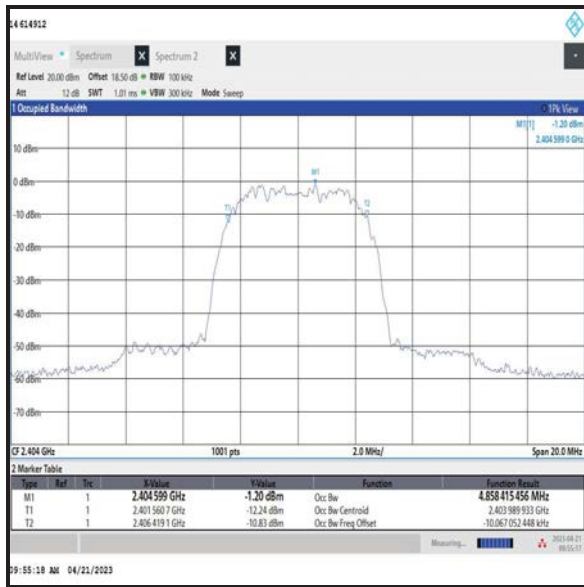 14 614912
MultiView Spectrum X Spectrum 2 X
Ref Level 20.00 dBm Offset 18.50 dB RBW 100 kHz
Att 12 dB SWT 1.01 ms VBW 300 kHz Mode Sweep
1 Occupied Bandwidth 1Pk View
M1[1] -1.20 dBm
2.404 599 0 GHz
10 dBm
M1
0 dBm
T1 T2
-10 dBm
-20 dBm
-30 dBm
-40 dBm
-50 dBm
-60 dBm
-70 dBm
CF 2.404 GHz 1001 pts 2.0 MHz/ Span 20.0 MHz
2 Marker Table
Type Ref Trc X-Value Y-Value Function Function Result
M1 1 2.404 599 GHz -1.20 dBm Occ Bw 4.858 415 456 MHz
T1 1 2.401 560 7 GHz -12.24 dBm Occ Bw Centroid 2.403 989 933 GHz
T2 1 2.406 419 1 GHz -10.83 dBm Occ Bw Freq Offset -10.067 052 448 kHz
Measuring... 2023-04-21
09:55:17
09:55:18 AM 04/21/2023